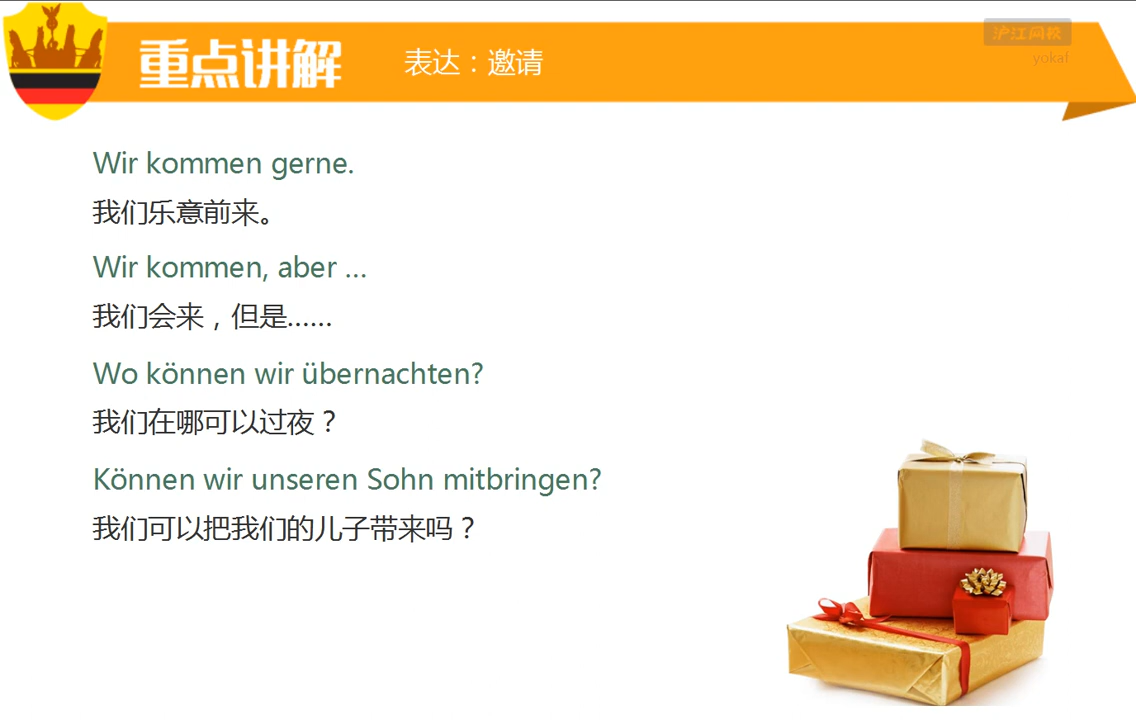 重点讲解
表达：邀请
沪江网校
yokaf
Wir kommen gerne.
我们乐意前来。
Wir kommen, aber ...
我们会来，但是……
Wo können wir übernachten?
我们在哪可以过夜？
Können wir unseren Sohn mitbringen?
我们可以把我们的儿子带来吗？